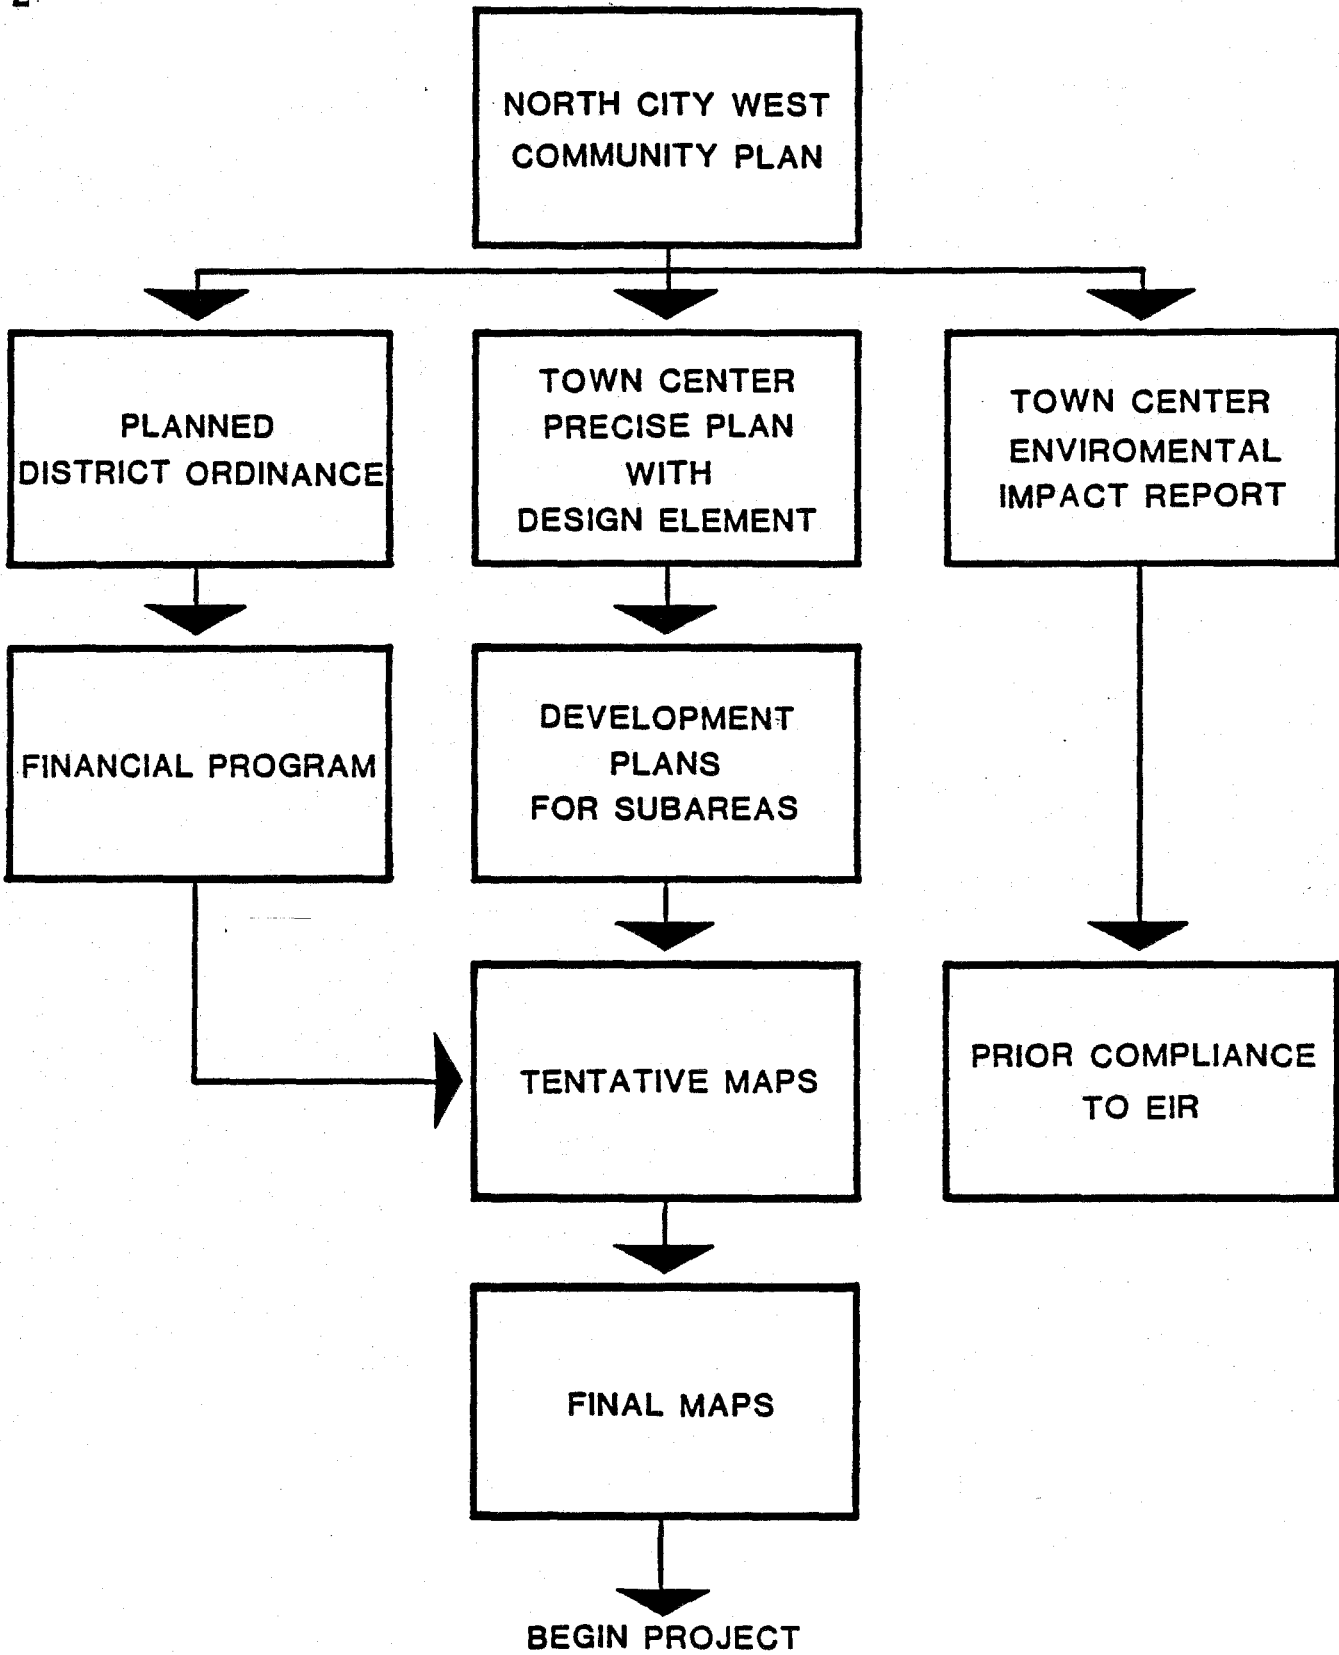 NORTH CITY WEST
COMMUNITY PLAN
PLANNED
DISTRICT ORDINANCE
TOWN CENTER
PRECISE PLAN
WITH
DESIGN ELEMENT
TOWN CENTER
ENVIROMENTAL
IMPACT REPORT
FINANCIAL PROGRAM
DEVELOPMENT
PLANS
FOR SUBAREAS
TENTATIVE MAPS
PRIOR COMPLIANCE
TO EIR
FINAL MAPS
BEGIN PROJECT